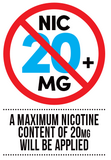 NIC
20+
MG
A MAXIMUM NICOTINE
CONTENT OF 20MG
WILL BE APPLIED